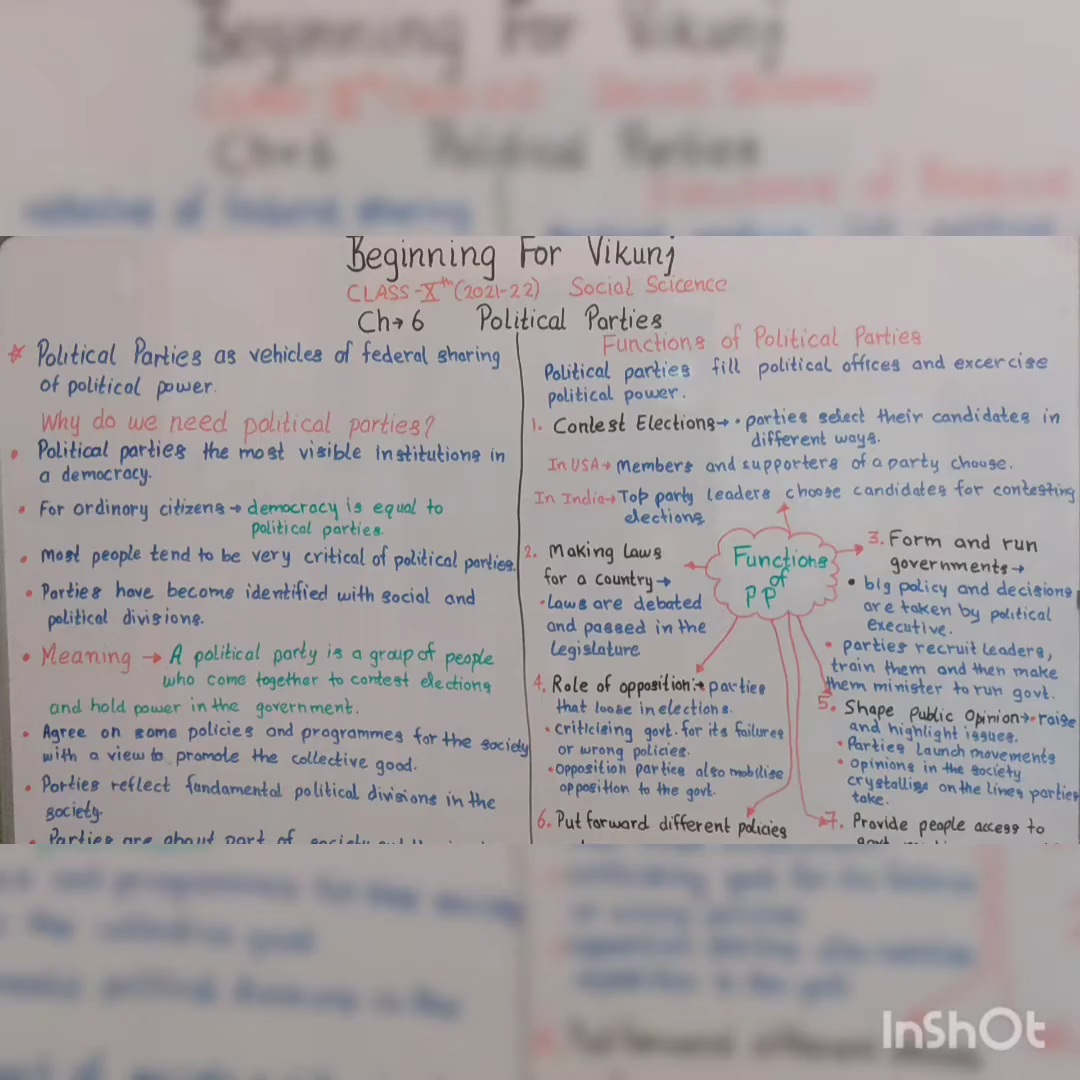 Beginning For Vikunj
CLASS-Xth (2021-22) Social Scicence
Ch→6 Political Parties
* Political Parties as vehicles of federal sharing
of political power.
Why do we need political parties?
• Political parties the most visible institutions in
a democracy.
• For ordinary citizens → democracy is equal to
political parties.
• Most people tend to be very critical of political parties.
• Parties have become identified with social and
political divisions.
• Meaning → A political party is a group of people
who come together to contest elections
and hold power in the government.
• Agree on some policies and programmes for the society
with a view to promote the collective good.
• Parties reflect fundamental political divisions in the
society.
• Parties are about part of
Functions of Political Parties
Political parties fill political offices and excercise
political power.
1. Contest Elections→ • parties select their candidates in
different ways.
In USA→ Members and supporters of a party choose.
In India→ Top party leaders choose candidates for contesting
elections
Functions
of
PP
2. Making Laws
for a country→
• Laws are debated
and passed in the
Legislature
3. Form and run
governments→
• big policy and decisions
are taken by political
executive.
• parties recruit leaders,
train them and then make
them minister to run govt.
4. Role of opposition:→ parties
that loose in elections.
• criticising govt. for its failures
or wrong policies.
• opposition parties also mobilise
opposition to the govt.
5. Shape Public Opinion→ • raise
and highlight issues.
• Parties launch movements
• opinions in the society
crystallise on the lines parties
take.
6. Put forward different policies
7. Provide people access to
InShOt